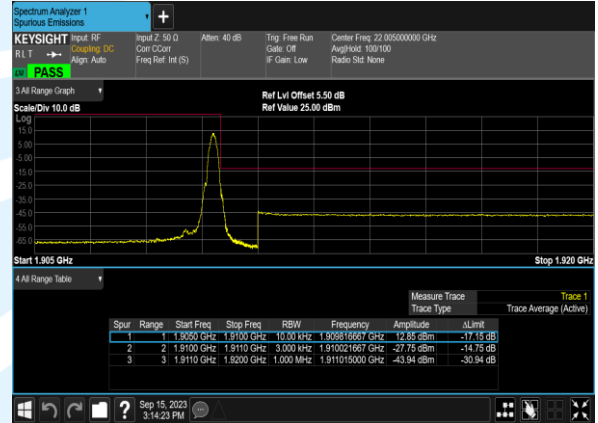 Spectrum Analyzer 1
Spurious Emissions
KEYSIGHT Input: RF Input Z: 50 Ω Atten: 40 dB Trig: Free Run Center Freq: 22.005000000 GHz
RLT Coupling: DC Corr CCorr Gate: Off Avg|Hold: 100/100
Align: Auto Freq Ref: Int (S) IF Gain: Low Radio Std: None
LW PASS
3 All Range Graph
Ref Lvl Offset 5.50 dB
Scale/Div 10.0 dB Ref Value 25.00 dBm
Log
15.0
5.00
-5.00
-15.0
-25.0
-35.0
-45.0
-55.0
-65.0
Start 1.905 GHz Stop 1.920 GHz
4 All Range Table
Measure Trace Trace 1
Trace Type Trace Average (Active)
Spur Range Start Freq Stop Freq RBW Frequency Amplitude ΔLimit
1 1 1.9050 GHz 1.9100 GHz 10.00 kHz 1.909816667 GHz 12.85 dBm -17.15 dB
2 2 1.9100 GHz 1.9110 GHz 3.000 kHz 1.910021667 GHz -27.75 dBm -14.75 dB
3 3 1.9110 GHz 1.9200 GHz 1.000 MHz 1.911015000 GHz -43.94 dBm -30.94 dB
Sep 15, 2023
3:14:23 PM